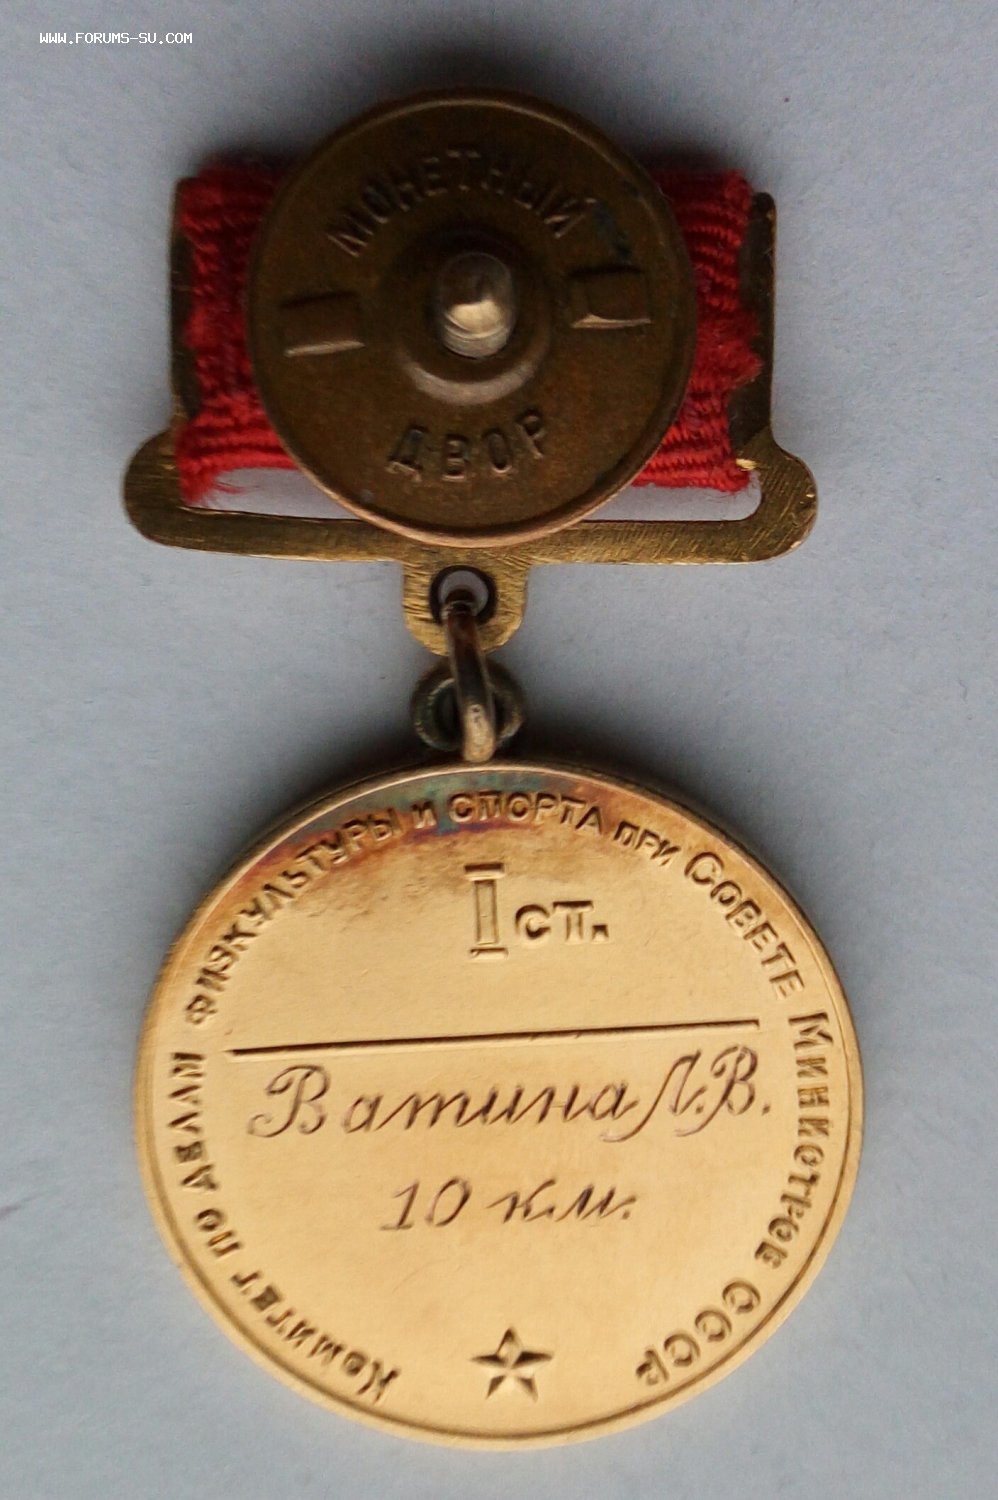 WWW.FORUMS-SU.COM
МОНЕТНЫЙ
ДВОР
Комитет по делам физкультуры и спорта при Совете Министров СССР
I ст.
Ватина Л.В.
10 км.